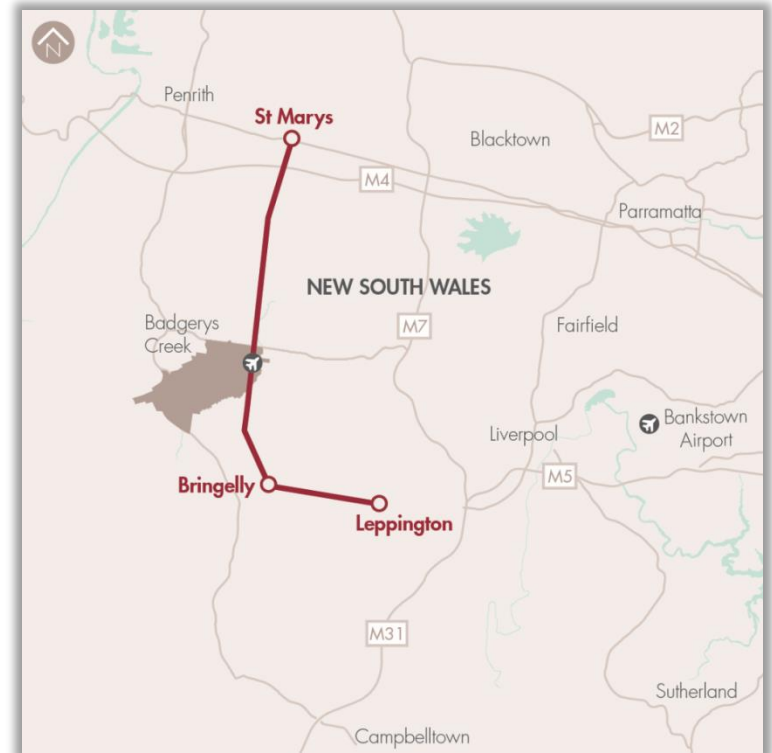 N
Penrith
St Marys
Blacktown
M2
M4
Parramatta
NEW SOUTH WALES
Badgerys
Creek
M7
Fairfield
Liverpool
Bankstown
Airport
M5
Bringelly
Leppington
M31
Sutherland
Campbelltown